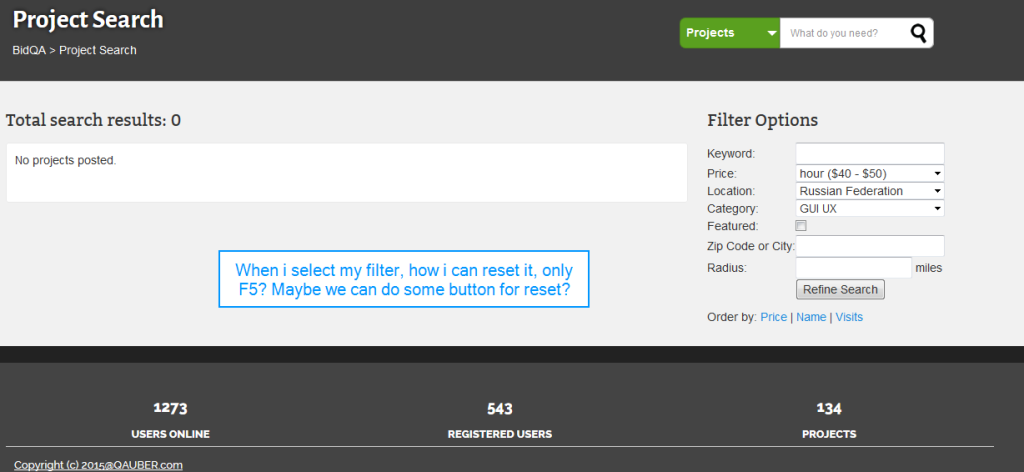 Project Search
BidQA > Project Search
Projects
What do you need?
Total search results: 0
No projects posted.
Filter Options
Keyword:
Price: hour ($40 - $50)
Location: Russian Federation
Category: GUI UX
Featured:
Zip Code or City:
Radius: miles
Refine Search
Order by: Price | Name | Visits
When i select my filter, how i can reset it, only
F5? Maybe we can do some button for reset?
1273
USERS ONLINE
543
REGISTERED USERS
134
PROJECTS
Copyright (c) 2015@QAUBER.com